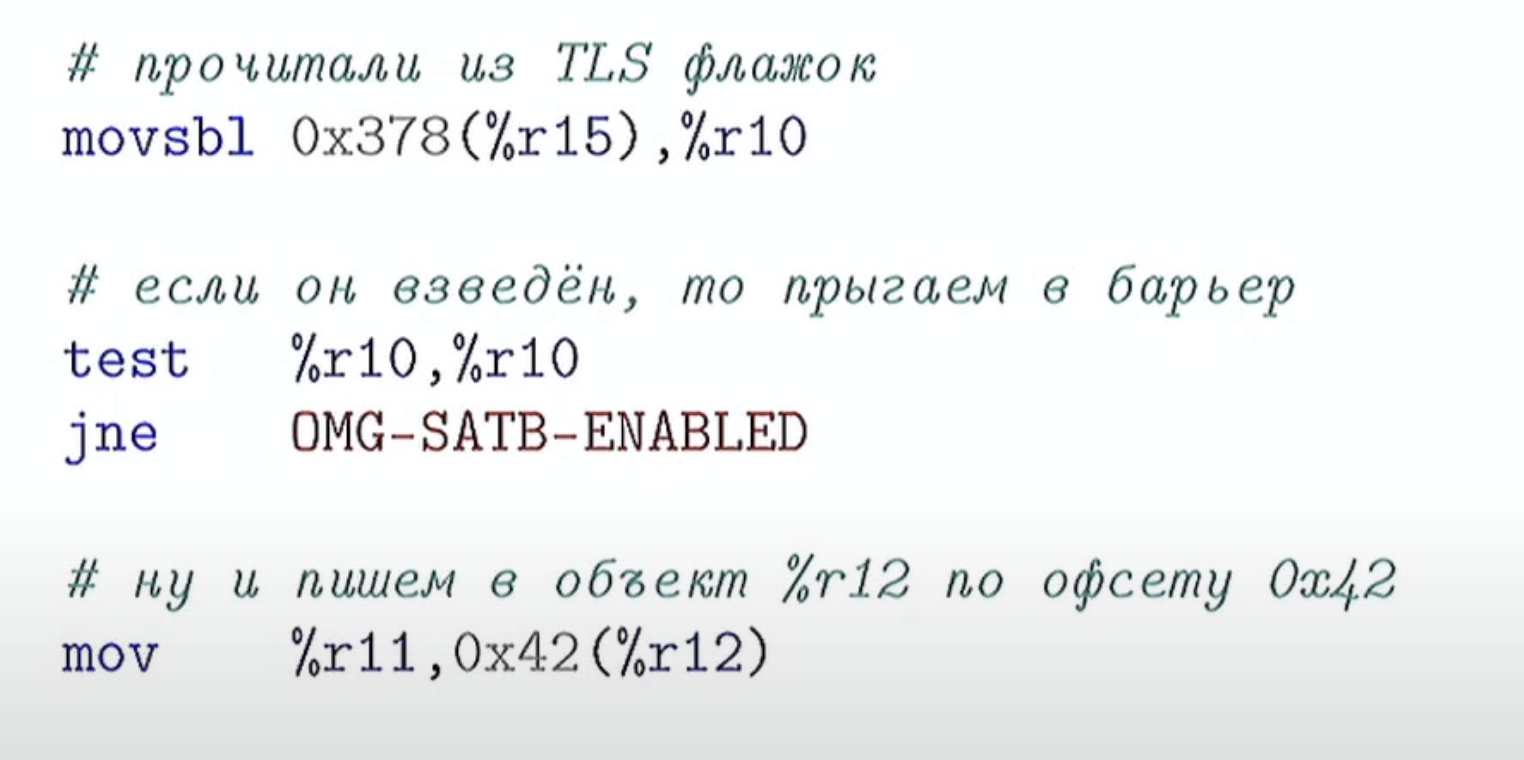 # прочитали из TLS флажок
movsbl 0x378(%r15),%r10
# если он взведён, то прыгаем в барьер
test %r10,%r10
jne OMG-SATB-ENABLED
# ну и пишем в объект %r12 по офсету 0x42
mov %r11,0x42(%r12)